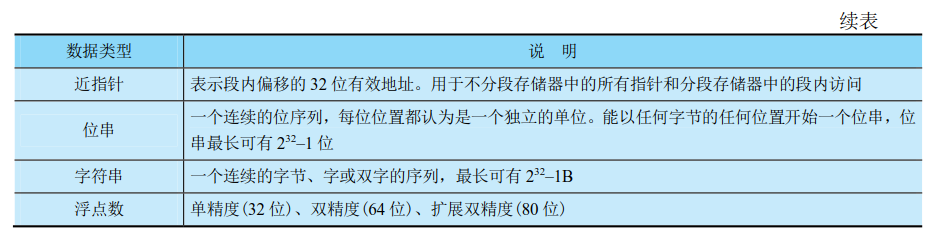 续表
数据类型 说 明
近指针 表示段内偏移的 32 位有效地址。用于不分段存储器中的所有指针和分段存储器中的段内访问
位串 一个连续的位序列，每位位置都认为是一个独立的单位。能以任何字节的任何位置开始一个位串，位
串最长可有 2³²–1 位
字符串 一个连续的字节、字或双字的序列，最长可有 2³²–1B
浮点数 单精度(32 位)、双精度(64 位)、扩展双精度(80 位)